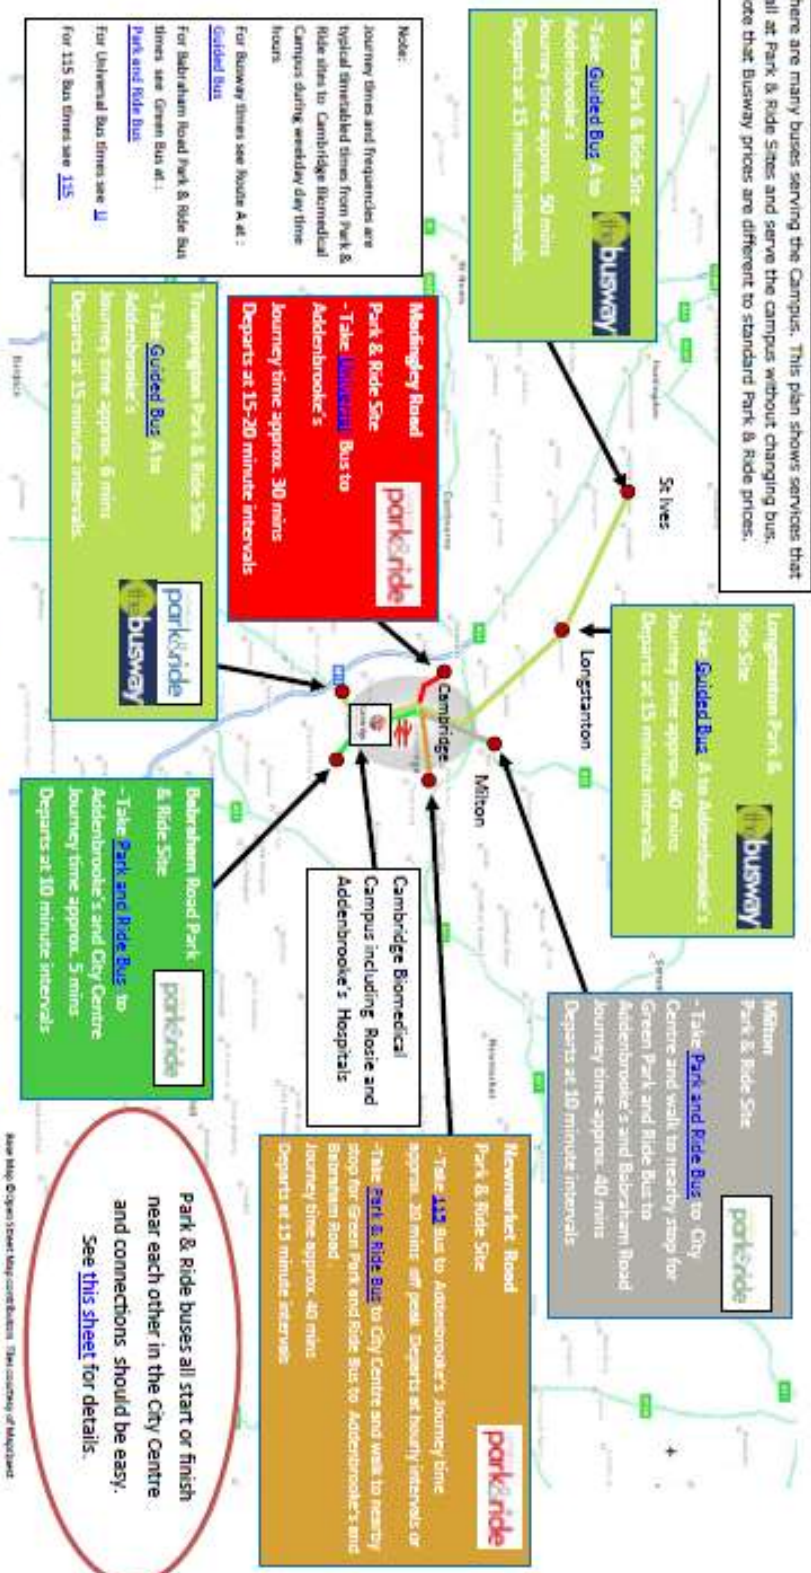 here are many buses serving the Campus. This plan shows services that
all at Park & Ride Sites and serve the campus without changing bus.
ote that Busway prices are different to standard Park & Ride prices.
St Ives Park & Ride Site
-Take Guided Bus A to
Addenbrooke's
Journey time approx. 50 mins
Departs at 15 minute intervals
the busway
Longstanton Park &
Ride Site
-Take Guided Bus A to Addenbrooke's
Journey time approx. 40 mins
Departs at 15 minute intervals
the busway
Milton
Park & Ride Site
- Take Park and Ride Bus to City
Centre and walk to nearby stop for
Green Park and Ride Bus to
Addenbrooke's and Babraham Road
Journey time approx. 40 mins
Departs at 10 minute intervals
park&ride
St Ives
Longstanton
Milton
Cambridge
Huntingdon
Newmarket
Note:
Journey times and frequencies are
typical timetabled times from Park &
Ride sites to Cambridge Biomedical
Campus during weekday day time
hours
For Busway times see Route A at :
Guided Bus
For Babraham Road Park & Ride Bus
times see Green Bus at :
Park and Ride Bus
For Universal Bus times see U
For 115 Bus times see 115
Madingley Road
Park & Ride Site
- Take Universal Bus to
Addenbrooke's
Journey time approx. 30 mins
Departs at 15-20 minute intervals
park&ride
Cambridge Biomedical
Campus including Rosie and
Addenbrooke's Hospitals
Newmarket Road
Park & Ride Site
-Take 115 Bus to Addenbrooke's Journey time
approx. 20 mins off peak Departs at hourly intervals or
-Take Park & Ride Bus to City Centre and walk to nearby
stop for Green Park and Ride Bus to Addenbrooke's and
Babraham Road
Journey time approx. 40 mins
Departs at 15 minute intervals
park&ride
Trumpington Park & Ride Site
-Take Guided Bus A to
Addenbrooke's
Journey time approx. 6 mins
Departs at 15 minute intervals
park&ride
the busway
Babraham Road Park
& Ride Site
-Take Park and Ride Bus to
Addenbrooke's and City Centre
Journey time approx. 5 mins
Departs at 10 minute intervals
park&ride
Park & Ride buses all start or finish
near each other in the City Centre
and connections should be easy.
See this sheet for details.
Base Map ©Open Street Map contributors Tiles courtesy of MapQuest